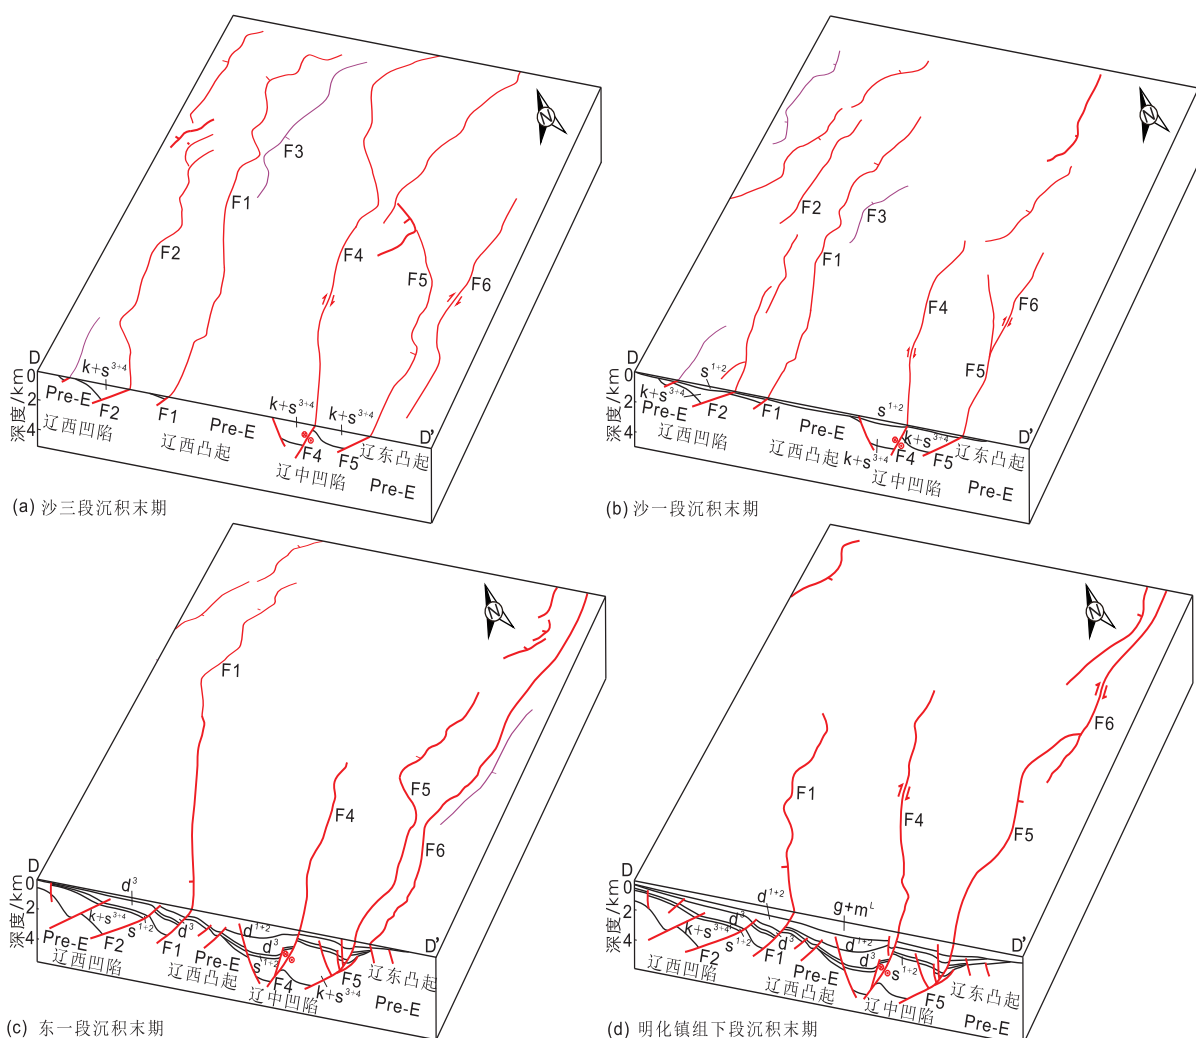 N
F3
F1
F2
F4
F5
F6
D
0
2
4
深度/km
k+s³⁺⁴
Pre-E
F2
辽西凹陷
F1
辽西凸起
Pre-E
k+s³⁺⁴
k+s³⁺⁴
F4
F5
D'
辽东凸起
辽中凹陷
Pre-E
(a) 沙三段沉积末期
N
F2
F3
F1
F4
F6
F5
D
0
2
4
深度/km
s¹⁺²
k+s³⁺⁴
Pre-E
F2
辽西凹陷
F1
Pre-E
辽西凸起
s¹⁺²
k+s³⁺⁴
k+s³⁺⁴
F4
F5
D'
辽东凸起
辽中凹陷
Pre-E
(b) 沙一段沉积末期
N
F1
F5
F4
F6
D
0
2
4
深度/km
d³
k+s³⁺⁴
s¹⁺²
Pre-E
F2
辽西凹陷
d³
F1
Pre-E
辽西凸起
d¹⁺²
d³
s¹⁺²
F4
k+s³⁺⁴
F5
D'
辽东凸起
辽中凹陷
Pre-E
(c) 东一段沉积末期
N
F6
F1
F4
F5
D
0
2
4
深度/km
d¹⁺²
g+mᴸ
k+s³⁺⁴
d³
s¹⁺²
Pre-E
F2
辽西凹陷
d³
F1
Pre-E
辽西凸起
d¹⁺²
d³
s¹⁺²
F4
F5
D'
辽东凸起
辽中凹陷
Pre-E
(d) 明化镇组下段沉积末期